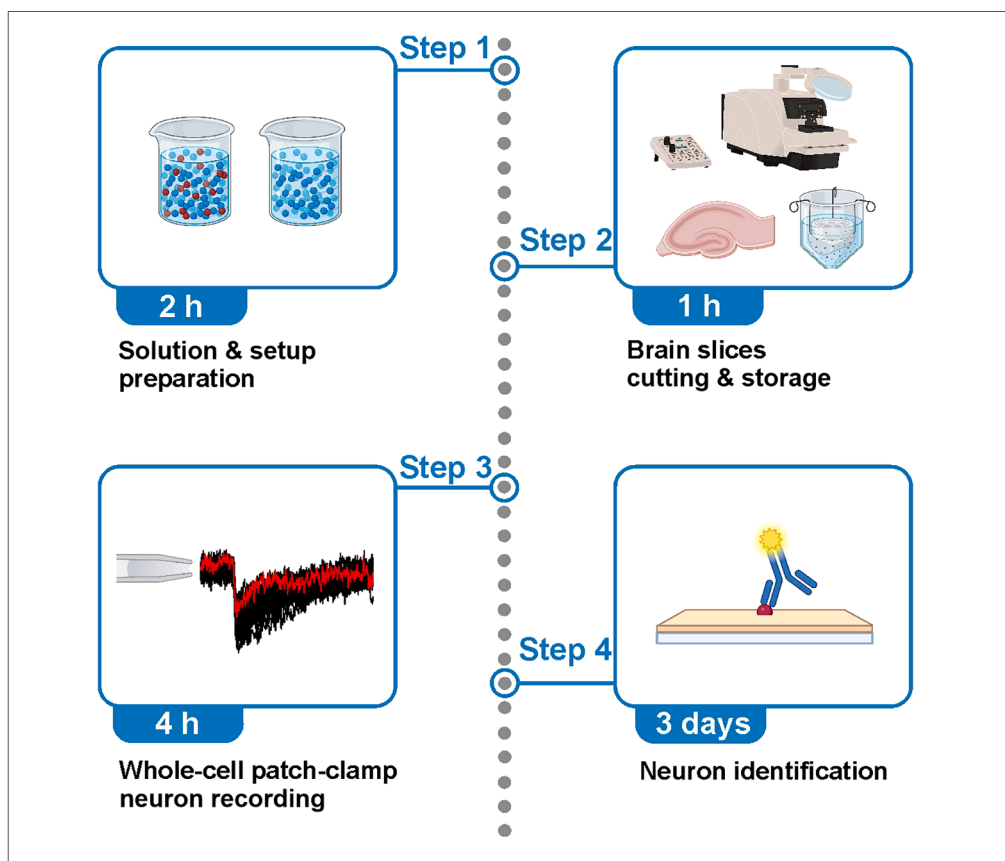 Step 1
2 h
Solution & setup
preparation
Step 2
1 h
Brain slices
cutting & storage
Step 3
4 h
Whole-cell patch-clamp
neuron recording
Step 4
3 days
Neuron identification